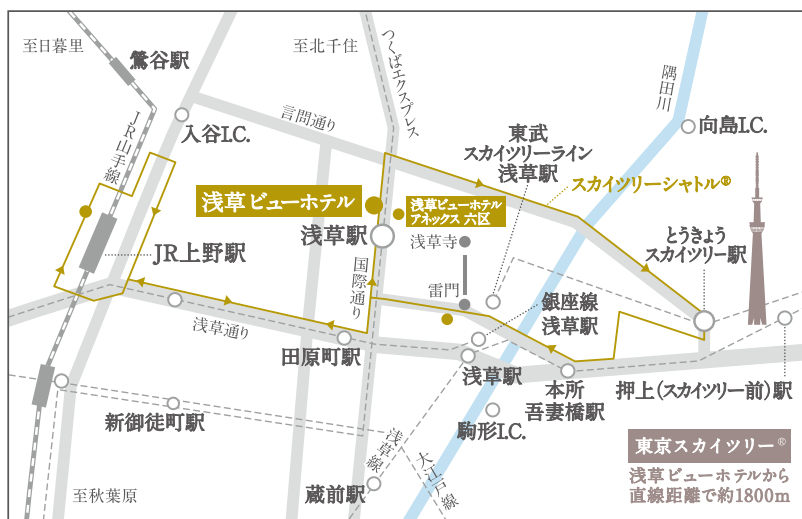 至日暮里
鶯谷駅
至北千住
つくばエクスプレス
隅田川
JR山手線
入谷I.C.
言問通り
東武
スカイツリーライン
浅草駅
向島I.C.
スカイツリーシャトル®
浅草ビューホテル
浅草ビューホテル
アネックス 六区
浅草駅
浅草寺
とうきょう
スカイツリー駅
JR上野駅
国際通り
雷門
銀座線
浅草駅
浅草通り
田原町駅
浅草駅
本所
吾妻橋駅
押上(スカイツリー前)駅
新御徒町駅
駒形I.C.
浅草線
大江戸線
蔵前駅
至秋葉原
東京スカイツリー®
浅草ビューホテルから
直線距離で約1800m